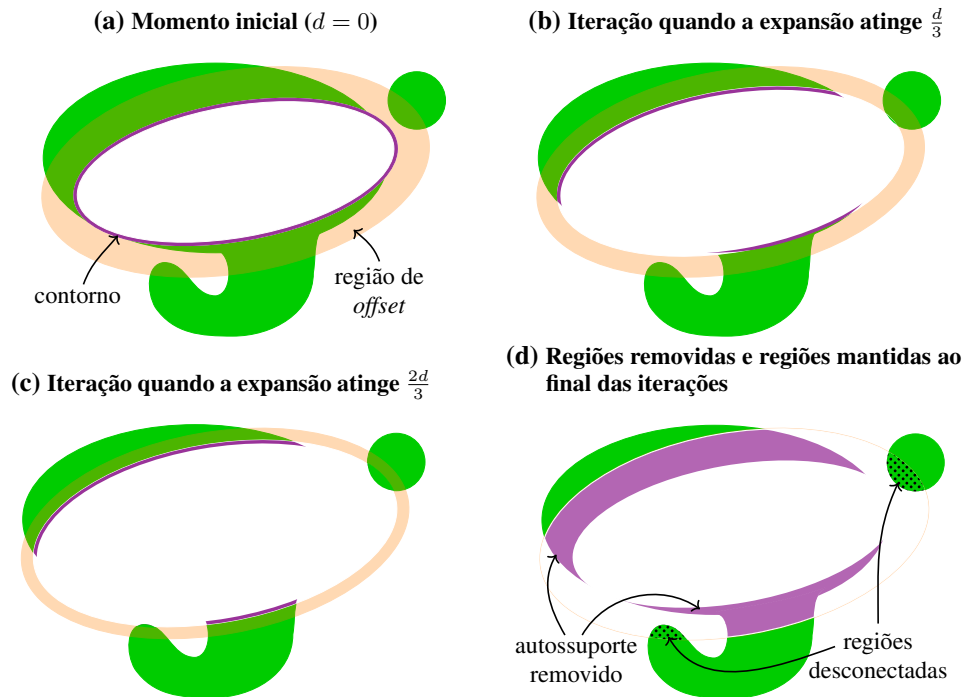 (a) Momento inicial (d = 0)
contorno
região de
offset
(b) Iteração quando a expansão atinge d/3
(c) Iteração quando a expansão atinge 2d/3
(d) Regiões removidas e regiões mantidas ao
final das iterações
autossuporte
removido
regiões
desconectadas